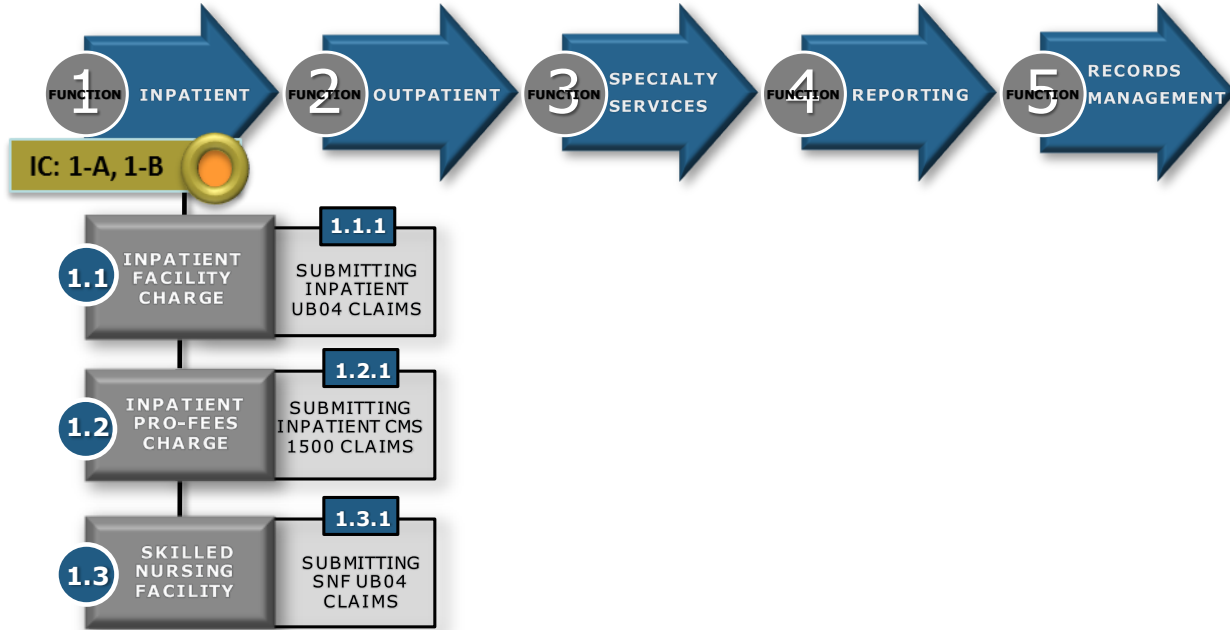 1
FUNCTION
INPATIENT
2
FUNCTION
OUTPATIENT
3
FUNCTION
SPECIALTY
SERVICES
4
FUNCTION
REPORTING
5
FUNCTION
RECORDS
MANAGEMENT
IC: 1-A, 1-B
1.1
INPATIENT
FACILITY
CHARGE
1.1.1
SUBMITTING
INPATIENT
UB04 CLAIMS
1.2
INPATIENT
PRO-FEES
CHARGE
1.2.1
SUBMITTING
INPATIENT CMS
1500 CLAIMS
1.3
SKILLED
NURSING
FACILITY
1.3.1
SUBMITTING
SNF UB04
CLAIMS